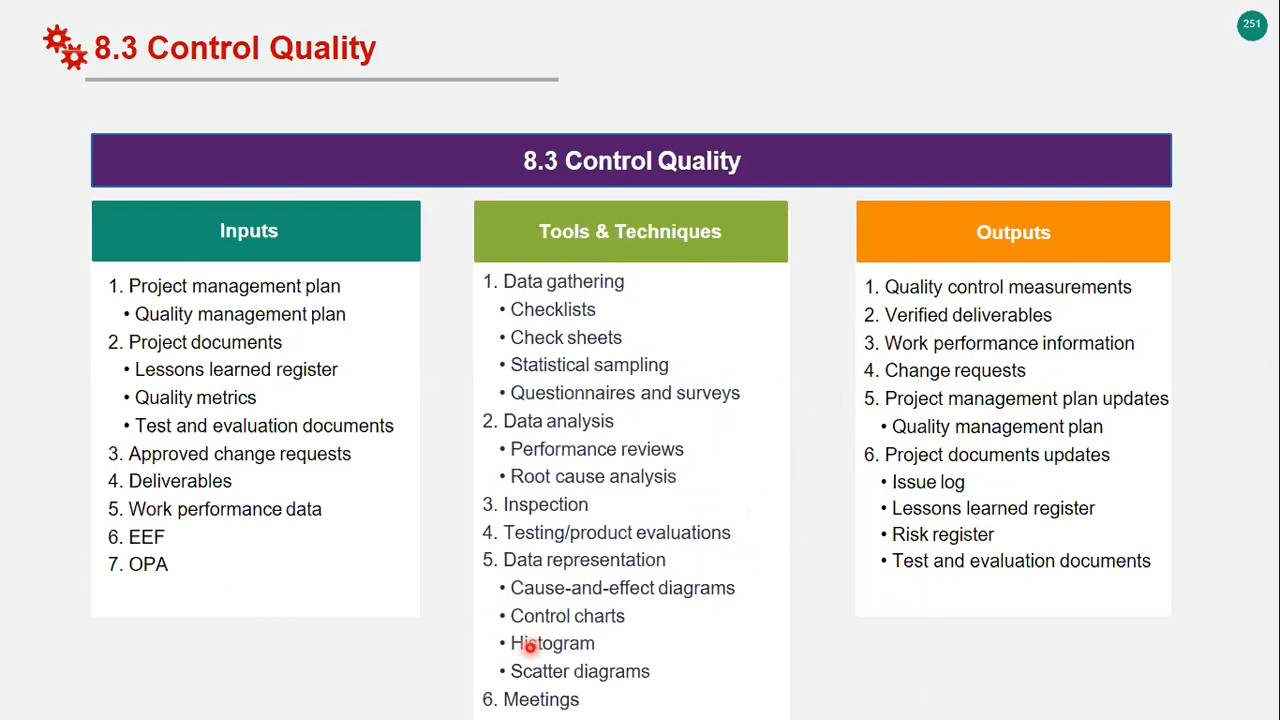 251
8.3 Control Quality
8.3 Control Quality
Inputs
1. Project management plan
• Quality management plan
2. Project documents
• Lessons learned register
• Quality metrics
• Test and evaluation documents
3. Approved change requests
4. Deliverables
5. Work performance data
6. EEF
7. OPA
Tools & Techniques
1. Data gathering
• Checklists
• Check sheets
• Statistical sampling
• Questionnaires and surveys
2. Data analysis
• Performance reviews
• Root cause analysis
3. Inspection
4. Testing/product evaluations
5. Data representation
• Cause-and-effect diagrams
• Control charts
• Histogram
• Scatter diagrams
6. Meetings
Outputs
1. Quality control measurements
2. Verified deliverables
3. Work performance information
4. Change requests
5. Project management plan updates
• Quality management plan
6. Project documents updates
• Issue log
• Lessons learned register
• Risk register
• Test and evaluation documents